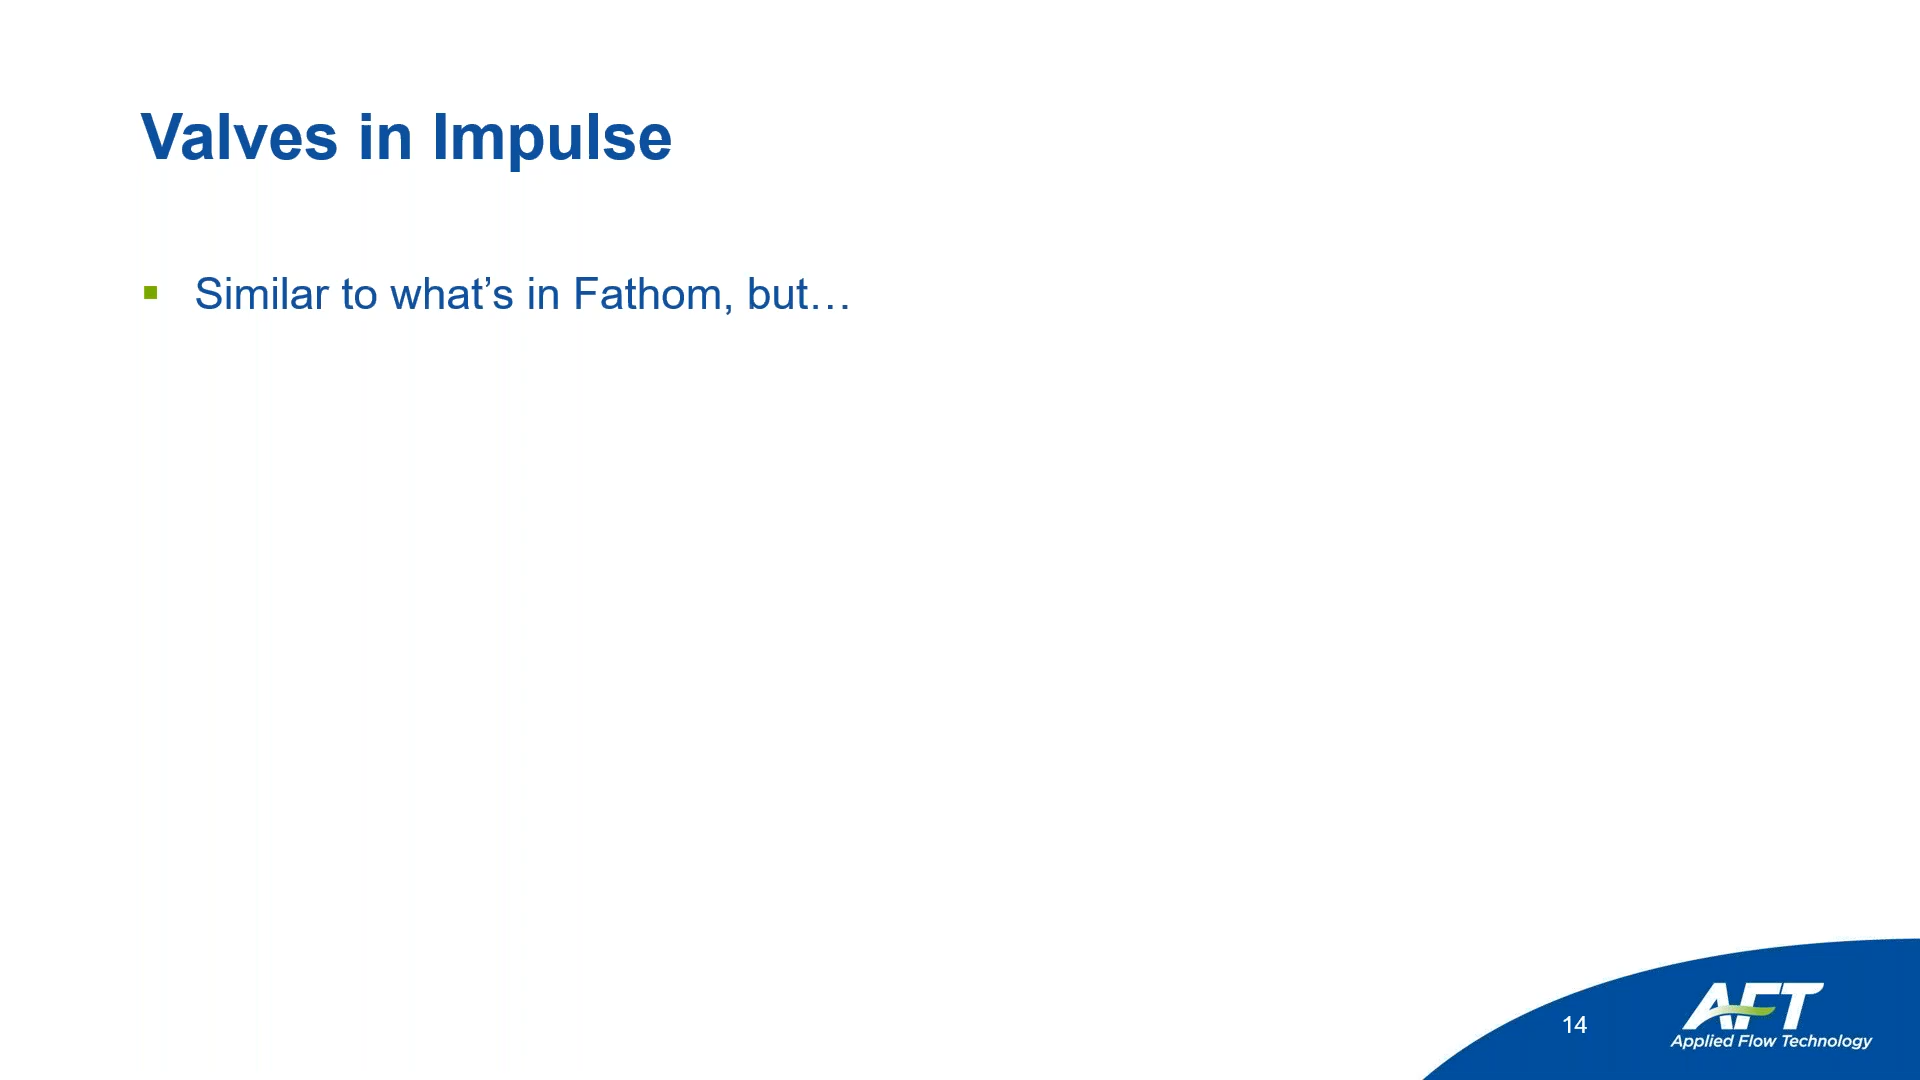 Valves in Impulse
Similar to what’s in Fathom, but…
14
AFT
Applied Flow Technology